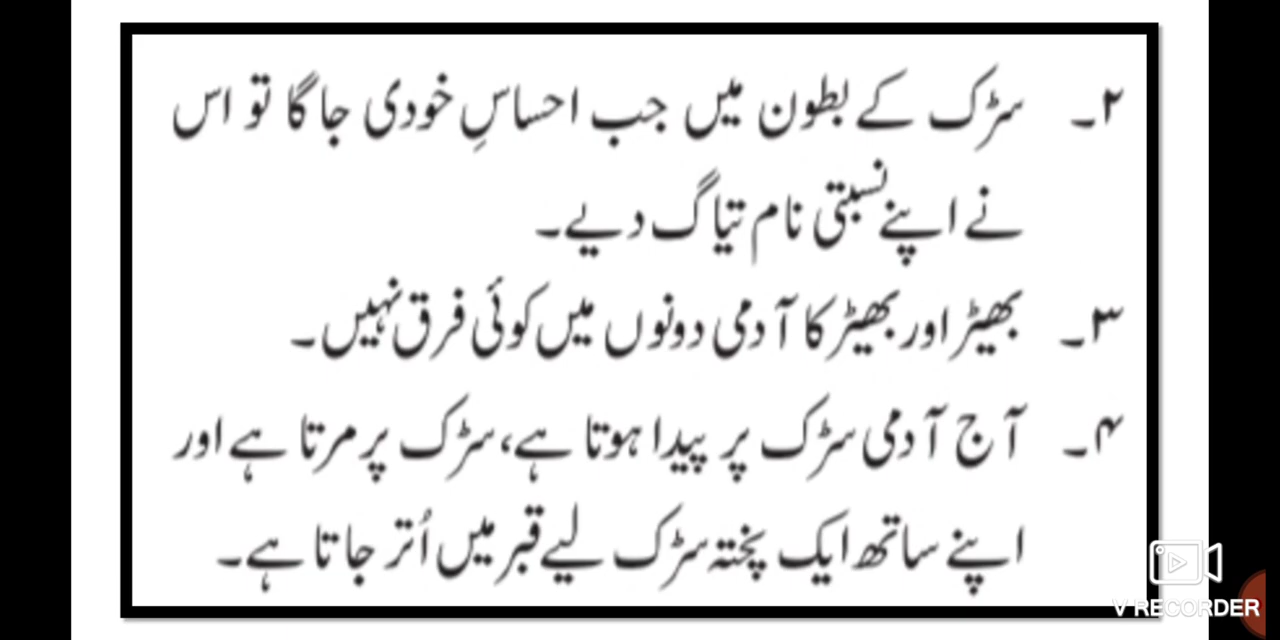 ۲۔ سڑک کے بطون میں جب احساسِ خودی جاگا تو اس
نے اپنے نسبتی نام تیاگ دیے۔
۳۔ بھیڑ اور بھیڑ کا آدمی دونوں میں کوئی فرق نہیں۔
۴۔ آج آدمی سڑک پر پیدا ہوتا ہے، سڑک پر مرتا ہے اور
اپنے ساتھ ایک پختہ سڑک لیے قبر میں اُتر جاتا ہے۔
V RECORDER